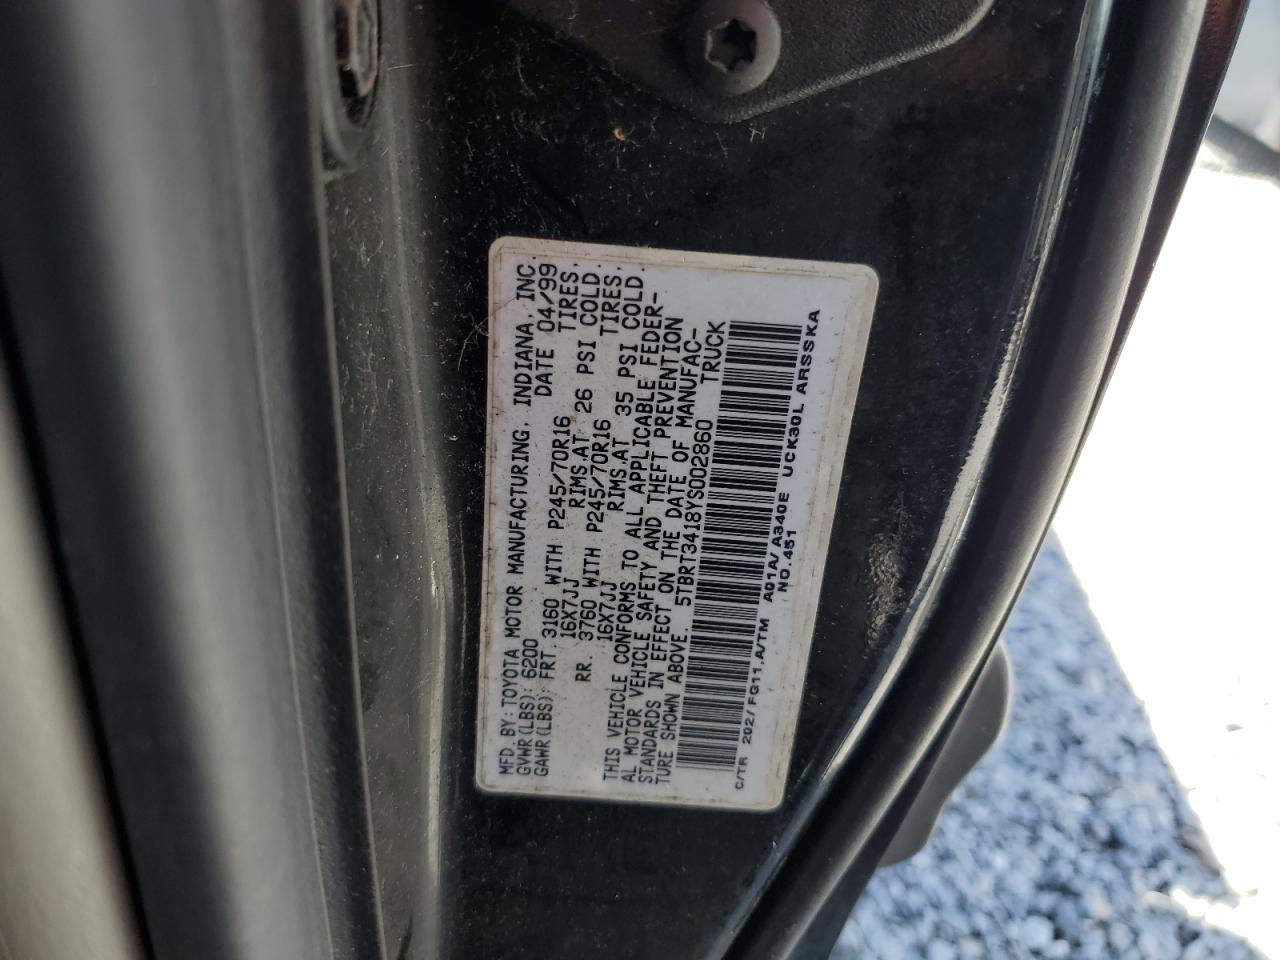 MFD. BY: TOYOTA MOTOR MANUFACTURING, INDIANA, INC.
GVWR(LBS): 6200 DATE 04/99
GAWR(LBS): FRT. 3160 WITH P245/70R16 TIRES,
16X7JJ RIMS,AT 26 PSI COLD.
RR. 3760 WITH P245/70R16 TIRES,
16X7JJ RIMS,AT 35 PSI COLD.
THIS VEHICLE CONFORMS TO ALL APPLICABLE FEDER-
AL MOTOR VEHICLE SAFETY AND THEFT PREVENTION
STANDARDS IN EFFECT ON THE DATE OF MANUFAC-
TURE SHOWN ABOVE. 5TBRT3418YS002860 TRUCK
C/TR 202/FG11.A/TM A01A/A340E UCK30L ARSSKA
NO.451